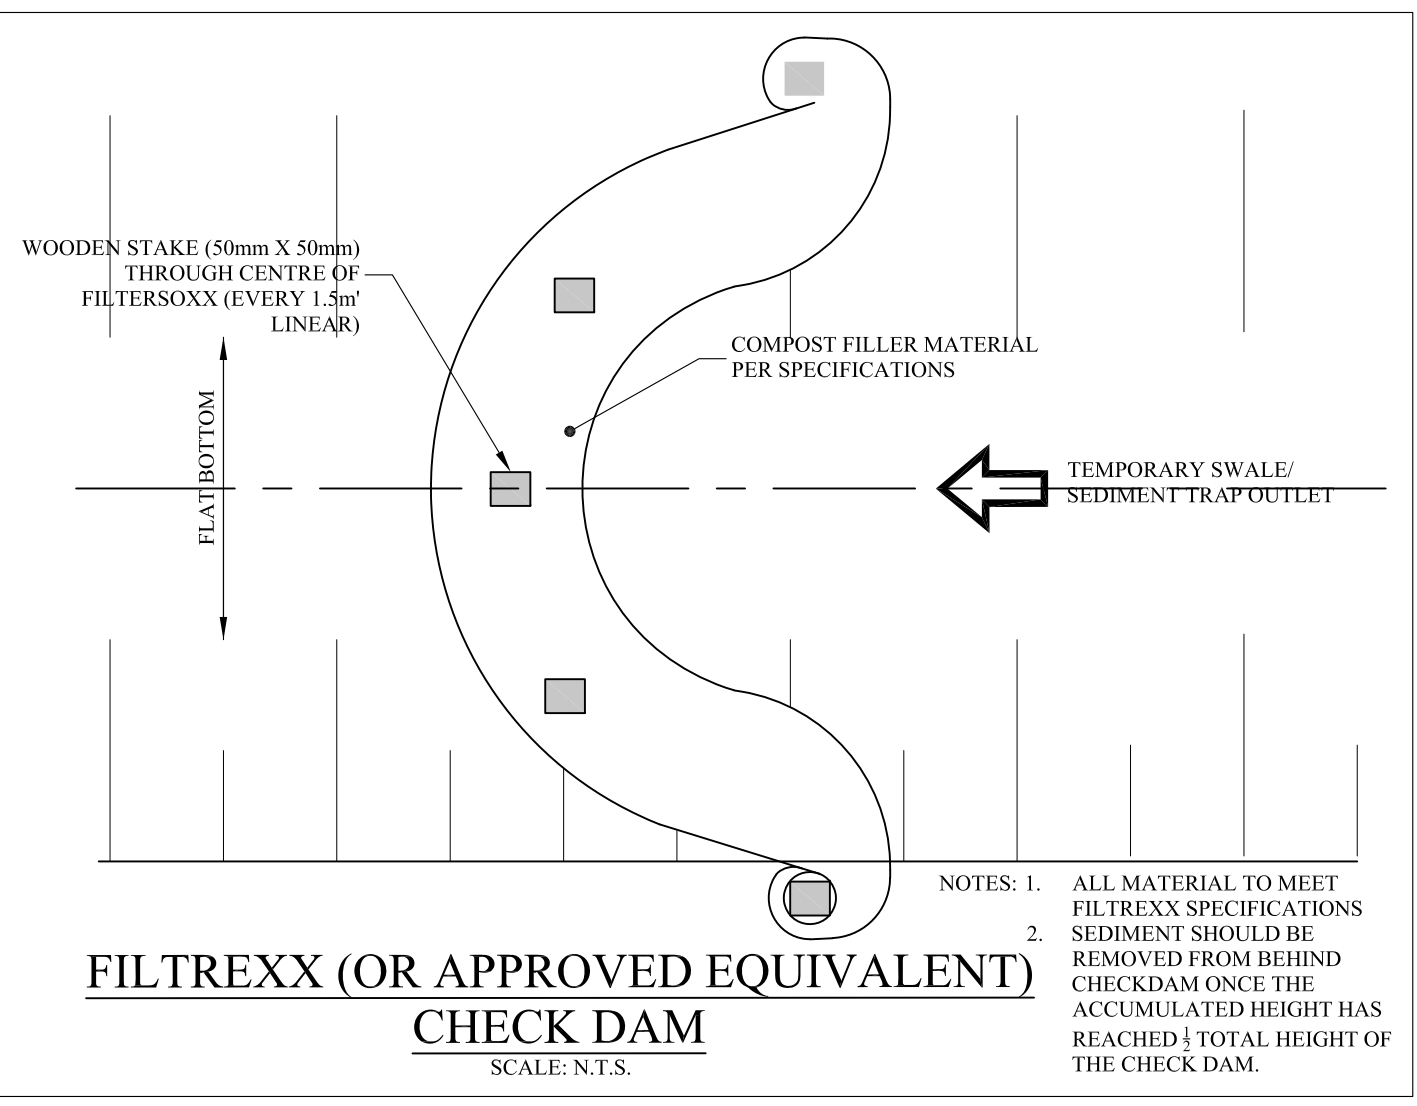 WOODEN STAKE (50mm X 50mm)
THROUGH CENTRE OF
FILTERSOXX (EVERY 1.5m'
LINEAR)
COMPOST FILLER MATERIAL
PER SPECIFICATIONS
FLAT BOTTOM
TEMPORARY SWALE/
SEDIMENT TRAP OUTLET
NOTES: 1. ALL MATERIAL TO MEET
FILTREXX SPECIFICATIONS
2. SEDIMENT SHOULD BE
REMOVED FROM BEHIND
CHECKDAM ONCE THE
ACCUMULATED HEIGHT HAS
REACHED ½ TOTAL HEIGHT OF
THE CHECK DAM.
FILTREXX (OR APPROVED EQUIVALENT)
CHECK DAM
SCALE: N.T.S.